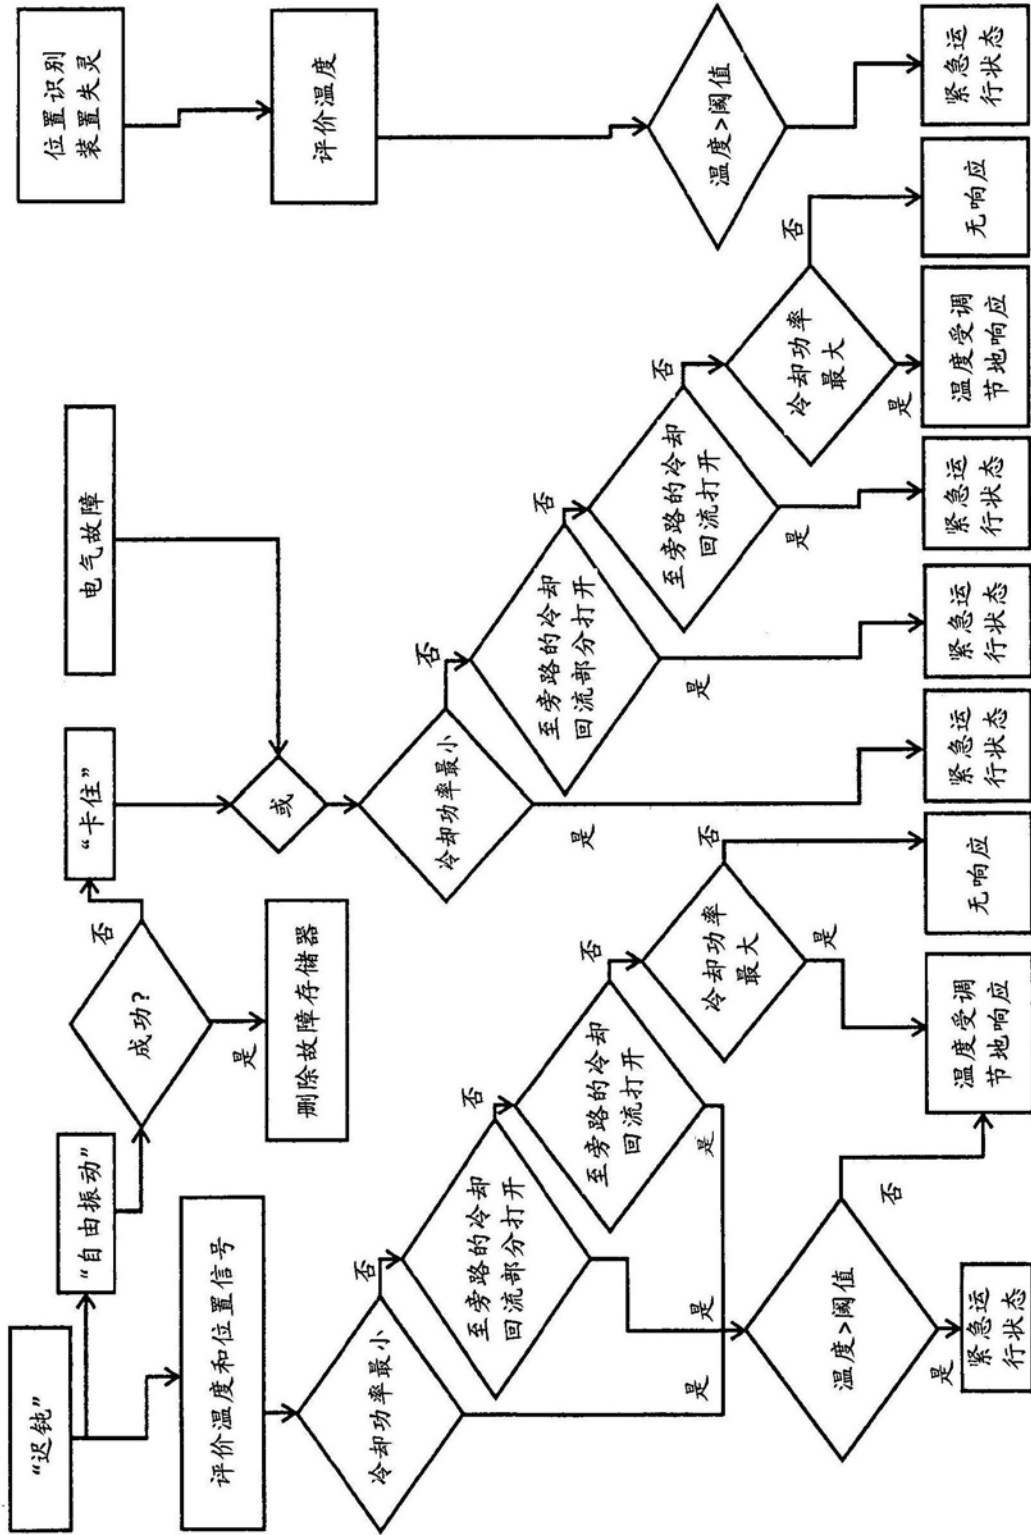 “迟钝”
“自由振动”
评价温度和位置信号
成功?
否
是
“卡住”
删除故障存储器
电气故障
或
位置识别
装置失灵
评价温度
冷却功率最小
否
是
至旁路的冷却
回流部分打开
否
是
至旁路的冷却
回流打开
否
是
冷却功率
最大
否
是
温度>阈值
否
是
紧急运
行状态
温度受调
节地响应
无响应
冷却功率最小
否
是
至旁路的冷却
回流部分打开
否
是
至旁路的冷却
回流打开
否
是
冷却功率
最大
否
是
紧急运
行状态
紧急运
行状态
紧急运
行状态
温度受调
节地响应
无响应
温度>阈值
紧急运
行状态